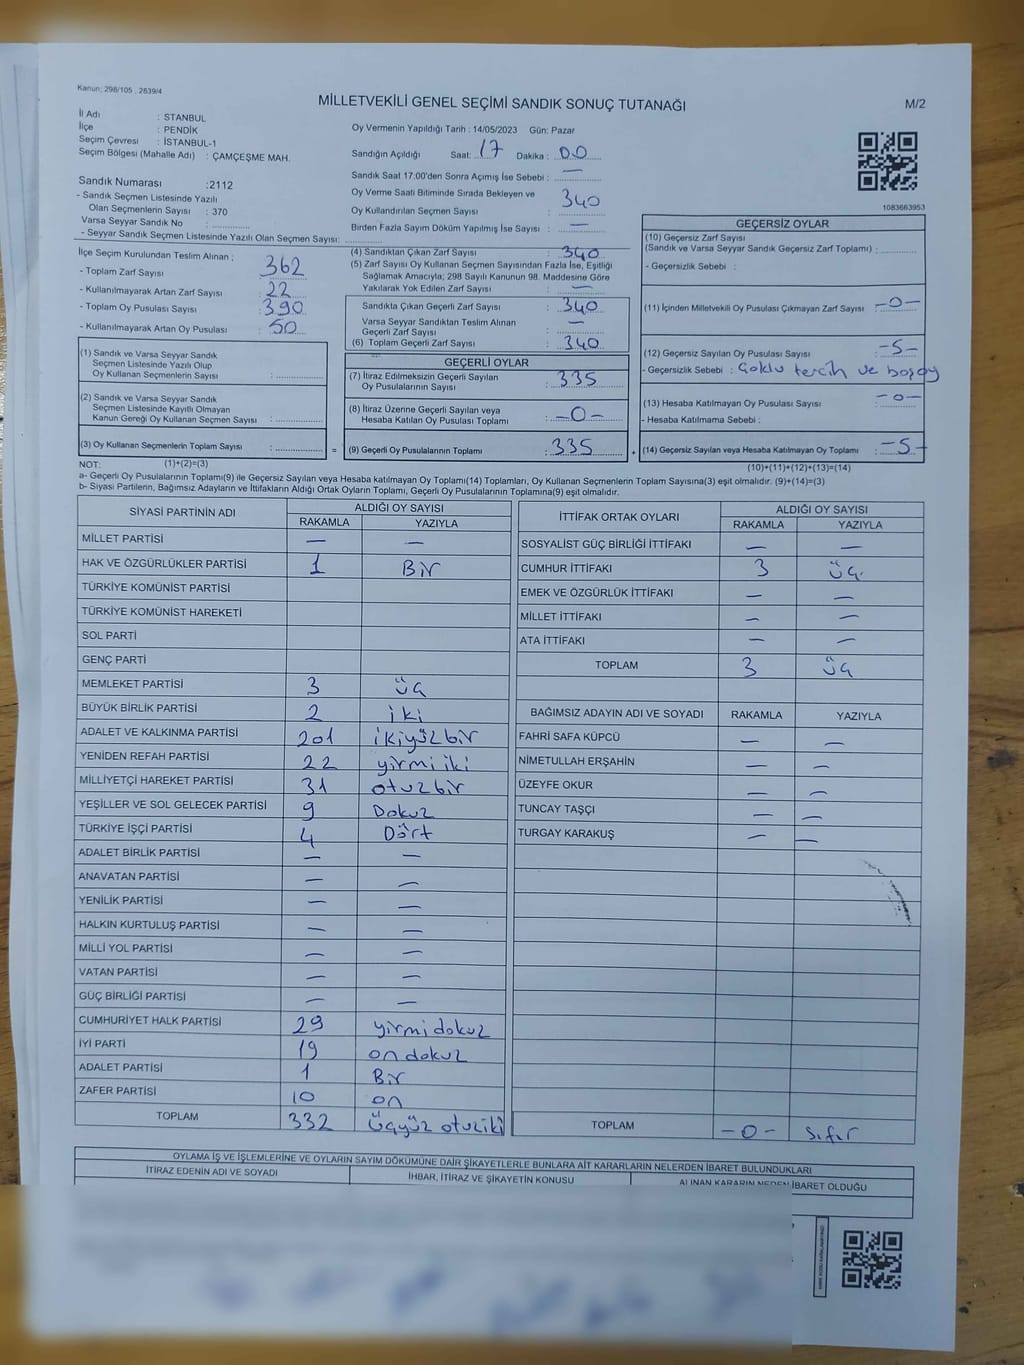 Kanun; 298/105 , 2839/4
MİLLETVEKİLİ GENEL SEÇİMİ SANDIK SONUÇ TUTANAĞI
M/2
İl Adı : STANBUL
İlçe : PENDİK
Seçim Çevresi : İSTANBUL-1
Seçim Bölgesi (Mahalle Adı) : ÇAMÇEŞME MAH.
Sandık Numarası :2112
- Sandık Seçmen Listesinde Yazılı
Olan Seçmenlerin Sayısı : 370
Varsa Seyyar Sandık No :
- Seyyar Sandık Seçmen Listesinde Yazılı Olan Seçmen Sayısı:
Oy Vermenin Yapıldığı Tarih : 14/05/2023 Gün: Pazar
Sandığın Açıldığı Saat: 17 Dakika : 00
Sandık Saat 17:00'den Sonra Açımış İse Sebebi : —
Oy Verme Saati Bitiminde Sırada Bekleyen ve
Oy Kullandırılan Seçmen Sayısı : 340
Birden Fazla Sayım Döküm Yapılmış İse Sayısı : —
1083663953
İlçe Seçim Kurulundan Teslim Alınan ;
- Toplam Zarf Sayısı : 362
- Kullanılmayarak Artan Zarf Sayısı : 22
- Toplam Oy Pusulası Sayısı : 390
- Kullanılmayarak Artan Oy Pusulası : 50
(1) Sandık ve Varsa Seyyar Sandık
Seçmen Listesinde Yazılı Olup
Oy Kullanan Seçmenlerin Sayısı :
(2) Sandık ve Varsa Seyyar Sandık
Seçmen Listesinde Kayıtlı Olmayan
Kanun Gereği Oy Kullanan Seçmen Sayısı :
(3) Oy Kullanan Seçmenlerin Toplam Sayısı :
(4) Sandıktan Çıkan Zarf Sayısı : 340
(5) Zarf Sayısı Oy Kullanan Seçmen Sayısından Fazla İse, Eşitliği
Sağlamak Amacıyla; 298 Sayılı Kanunun 98. Maddesine Göre
Yakılarak Yok Edilen Zarf Sayısı : —
Sandıkta Çıkan Geçerli Zarf Sayısı : 340
Varsa Seyyar Sandıktan Teslim Alınan
Geçerli Zarf Sayısı : —
(6) Toplam Geçerli Zarf Sayısı : 340
GEÇERLİ OYLAR
(7) İtiraz Edilmeksizin Geçerli Sayılan
Oy Pusulalarının Sayısı : 335
(8) İtiraz Üzerine Geçerli Sayılan veya
Hesaba Katılan Oy Pusulası Toplamı : -0-
= (9) Geçerli Oy Pusulalarının Toplamı : 335
GEÇERSİZ OYLAR
(10) Geçersiz Zarf Sayısı
(Sandık ve Varsa Seyyar Sandık Geçersiz Zarf Toplamı) :
- Geçersizlik Sebebi :
(11) İçinden Milletvekili Oy Pusulası Çıkmayan Zarf Sayısı : -0-
(12) Geçersiz Sayılan Oy Pusulası Sayısı : -5-
- Geçersizlik Sebebi : Çoklu tercih ve boşoy
(13) Hesaba Katılmayan Oy Pusulası Sayısı : -0-
- Hesaba Katılmama Sebebi :
+ (14) Geçersiz Sayılan veya Hesaba Katılmayan Oy Toplamı : -5-
NOT: (1)+(2)=(3)
(10)+(11)+(12)+(13)=(14)
a- Geçerli Oy Pusulalarının Toplamı(9) ile Geçersiz Sayılan veya Hesaba katılmayan Oy Toplamı(14) Toplamları, Oy Kullanan Seçmenlerin Toplam Sayısına(3) eşit olmalıdır. (9)+(14)=(3)
b- Siyasi Partilerin, Bağımsız Adayların ve İttifakların Aldığı Ortak Oyların Toplamı, Geçerli Oy Pusulalarının Toplamına(9) eşit olmalıdır.
SİYASİ PARTİNİN ADI ALDIĞI OY SAYISI
RAKAMLA YAZIYLA
MİLLET PARTİSİ — —
HAK VE ÖZGÜRLÜKLER PARTİSİ 1 Bir
TÜRKİYE KOMÜNİST PARTİSİ
TÜRKİYE KOMÜNİST HAREKETİ
SOL PARTİ
GENÇ PARTİ
MEMLEKET PARTİSİ 3 üç
BÜYÜK BİRLİK PARTİSİ 2 iki
ADALET VE KALKINMA PARTİSİ 201 ikiyüzbir
YENİDEN REFAH PARTİSİ 22 yirmi iki
MİLLİYETÇİ HAREKET PARTİSİ 31 otuzbir
YEŞİLLER VE SOL GELECEK PARTİSİ 9 Dokuz
TÜRKİYE İŞÇİ PARTİSİ 4 Dört
ADALET BİRLİK PARTİSİ — —
ANAVATAN PARTİSİ — —
YENİLİK PARTİSİ — —
HALKIN KURTULUŞ PARTİSİ — —
MİLLİ YOL PARTİSİ — —
VATAN PARTİSİ — —
GÜÇ BİRLİĞİ PARTİSİ — —
CUMHURİYET HALK PARTİSİ 29 yirmidokuz
İYİ PARTİ 19 on dokuz
ADALET PARTİSİ 1 Bir
ZAFER PARTİSİ 10 on
TOPLAM 332 üçyüz otuziki
İTTİFAK ORTAK OYLARI ALDIĞI OY SAYISI
RAKAMLA YAZIYLA
SOSYALİST GÜÇ BİRLİĞİ İTTİFAKI — —
CUMHUR İTTİFAKI 3 üç
EMEK VE ÖZGÜRLÜK İTTİFAKI — —
MİLLET İTTİFAKI — —
ATA İTTİFAKI — —
TOPLAM 3 üç
BAĞIMSIZ ADAYIN ADI VE SOYADI RAKAMLA YAZIYLA
FAHRİ SAFA KÜPCÜ — —
NİMETULLAH ERŞAHİN — —
ÜZEYFE OKUR — —
TUNCAY TAŞÇI — —
TURGAY KARAKUŞ — —
TOPLAM -0- sıfır
OYLAMA İŞ VE İŞLEMLERİNE VE OYLARIN SAYIM DÖKÜMÜNE DAİR ŞİKAYETLERLE BUNLARA AİT KARARLARIN NELERDEN İBARET BULUNDUKLARI
İTİRAZ EDENİN ADI VE SOYADI İHBAR, İTİRAZ VE ŞİKAYETİN KONUSU ALINAN KARARIN NEDEN İBARET OLDUĞU